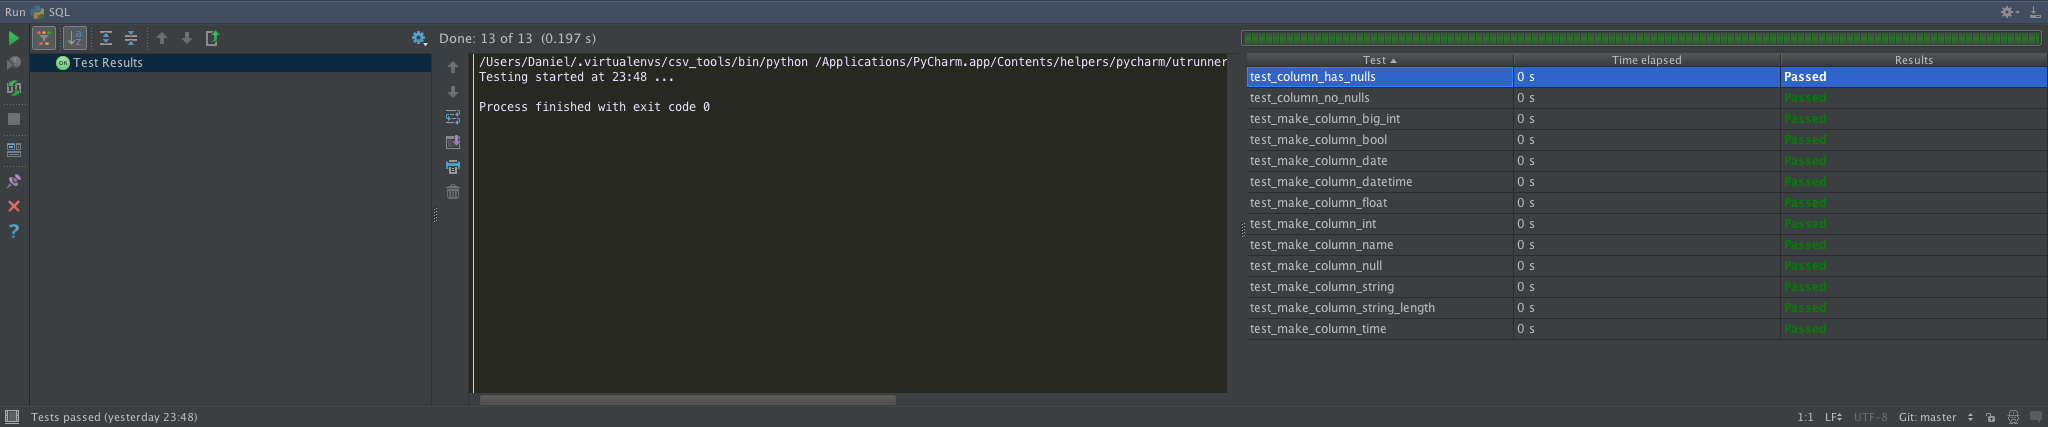 Run SQL
Done: 13 of 13 (0.197 s)
Test Results
/Users/Daniel/.virtualenvs/csv_tools/bin/python /Applications/PyCharm.app/Contents/helpers/pycharm/utrunner
Testing started at 23:48 ...
Process finished with exit code 0
Test Time elapsed Results
test_column_has_nulls 0 s Passed
test_column_no_nulls 0 s Passed
test_make_column_big_int 0 s Passed
test_make_column_bool 0 s Passed
test_make_column_date 0 s Passed
test_make_column_datetime 0 s Passed
test_make_column_float 0 s Passed
test_make_column_int 0 s Passed
test_make_column_name 0 s Passed
test_make_column_null 0 s Passed
test_make_column_string 0 s Passed
test_make_column_string_length 0 s Passed
test_make_column_time 0 s Passed
Tests passed (yesterday 23:48)
1:1 LF UTF-8 Git: master